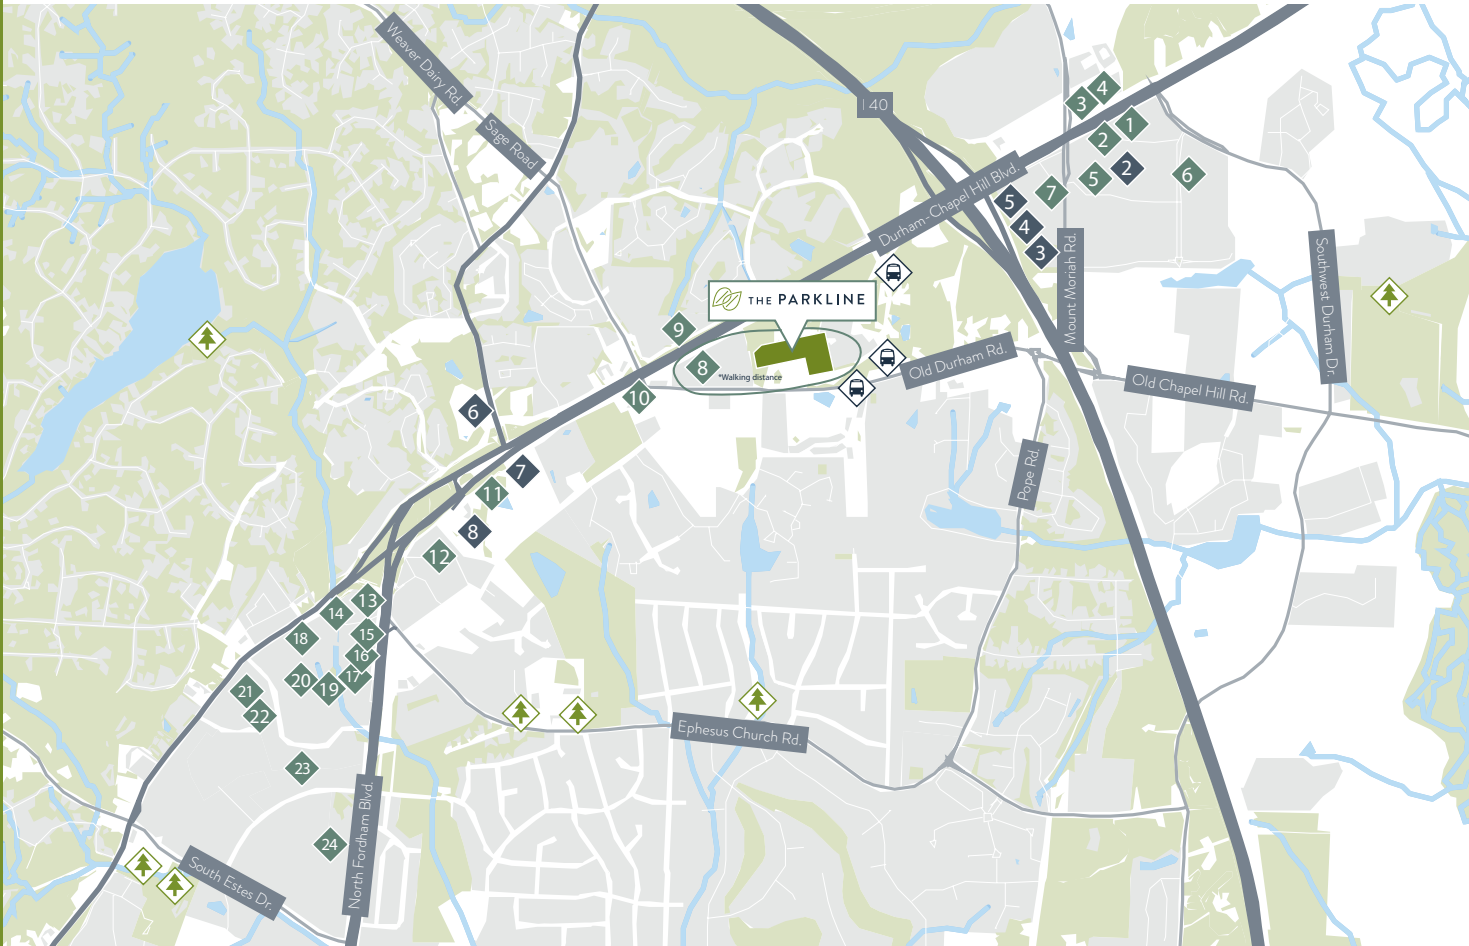 Weaver Dairy Rd.
Sage Road
I 40
4
3
1
2
2
5
6
7
5
4
3
Durham-Chapel Hill Blvd.
Mount Moriah Rd.
Southwest Durham Dr.
THE PARKLINE
9
8
*Walking distance
10
Old Durham Rd.
Old Chapel Hill Rd.
6
7
11
8
12
Pope Rd.
13
14
15
18
16
17
20
19
21
22
Ephesus Church Rd.
23
North Fordham Blvd.
24
South Estes Dr.